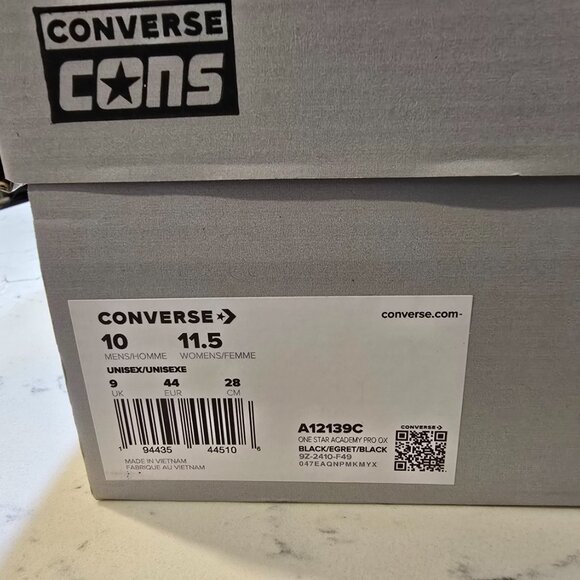 CONVERSE
CONS
CONVERSE
converse.com
10 11.5
MENS/HOMME WOMENS/FEMME
UNISEX/UNISEXE
9 44 28
UK EUR CM
1 94435 44510 6
MADE IN VIETNAM
FABRIQUE AU VIETNAM
A12139C
ONE STAR ACADEMY PRO OX
BLACK/EGRET/BLACK
9Z-2410-F49
047EAQNPMKMYX
CONVERSE